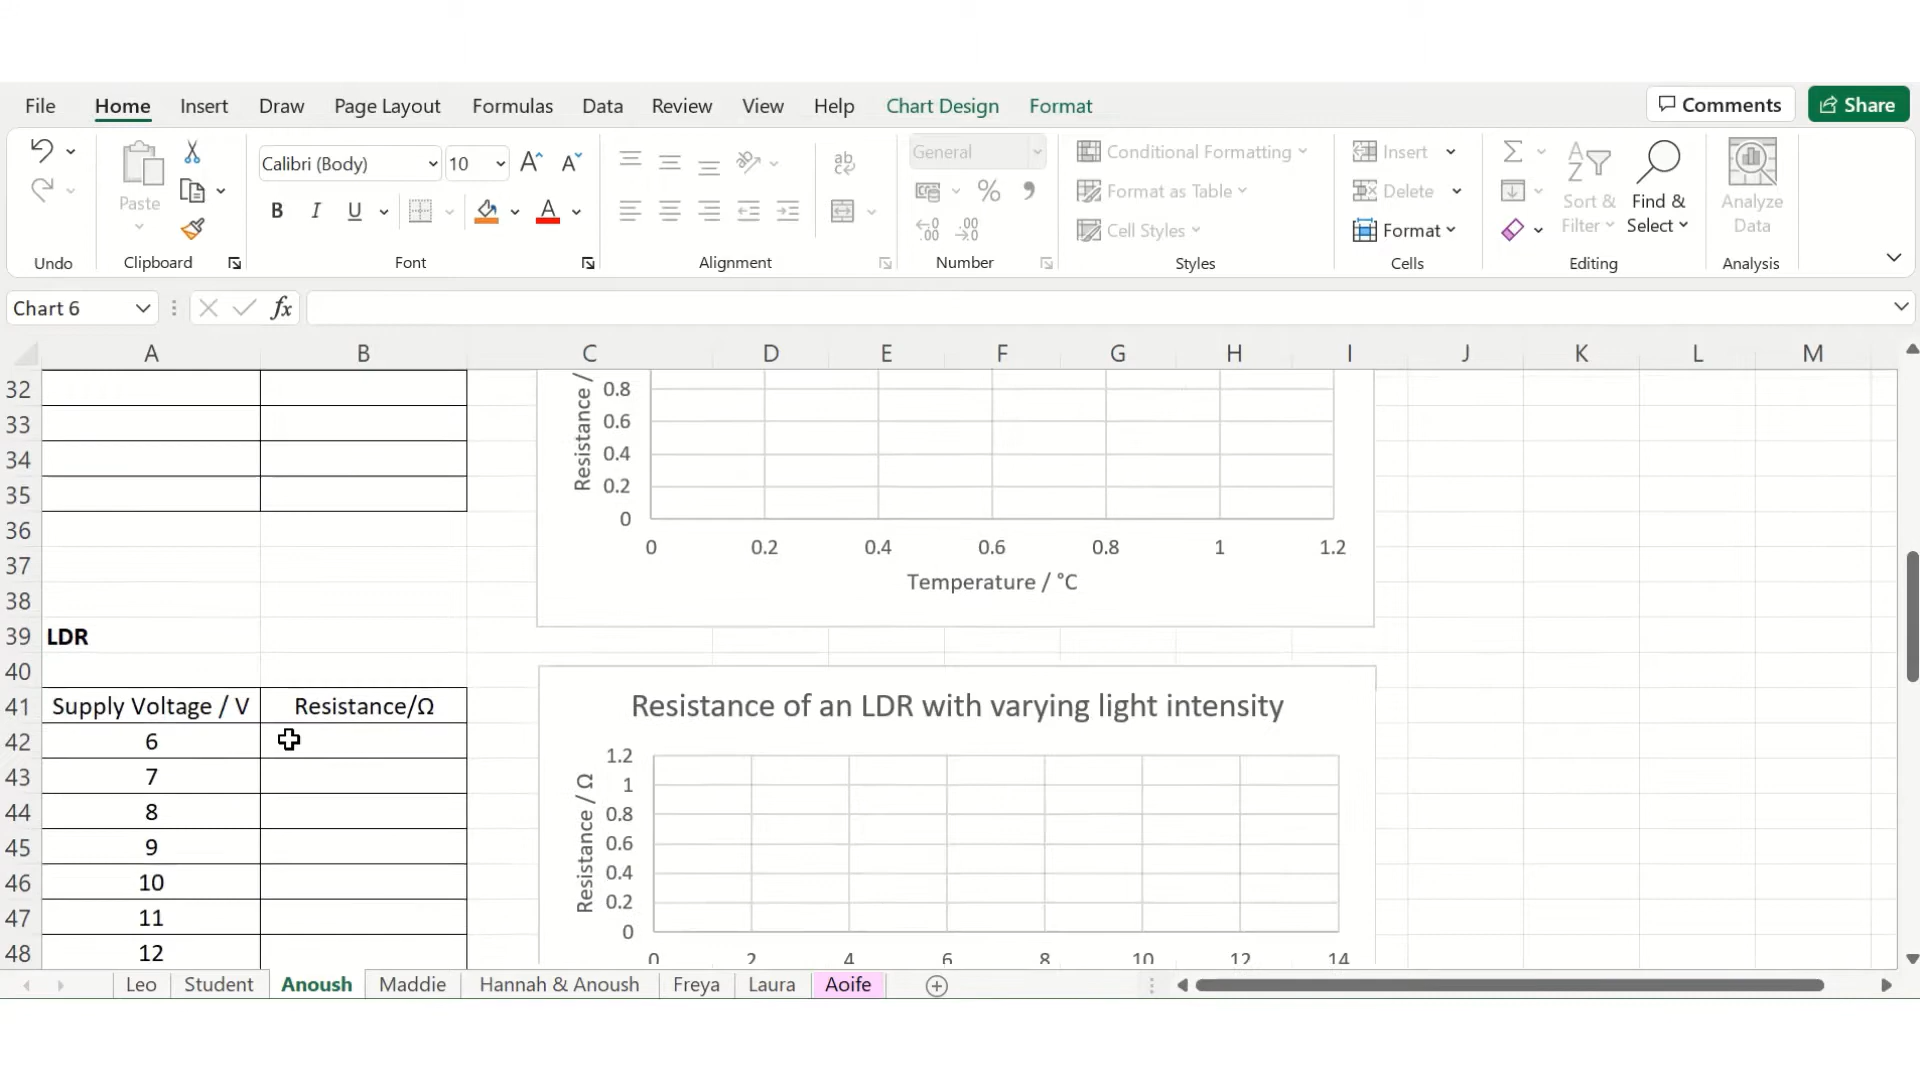 File Home Insert Draw Page Layout Formulas Data Review View Help Chart Design Format Comments Share
Paste
Calibri (Body) 10
B I U A
ab
General
% 9
.00 .00
Conditional Formatting
Format as Table
Cell Styles
Insert
Delete
Format
Sort &
Filter
Find &
Select
Analyze
Data
Undo Clipboard Font Alignment Number Styles Cells Editing Analysis
Chart 6 fx
A B C D E F G H I J K L M
32
33
34
35
36
37
38
39 LDR
40
41 Supply Voltage / V Resistance/Ω
42 6
43 7
44 8
45 9
46 10
47 11
48 12
Resistance /
0.8
0.6
0.4
0.2
0
0 0.2 0.4 0.6 0.8 1 1.2
Temperature / °C
Resistance of an LDR with varying light intensity
Resistance / Ω
1.2
1
0.8
0.6
0.4
0.2
0
0 2 4 6 8 10 12 14
Leo Student Anoush Maddie Hannah & Anoush Freya Laura Aoife